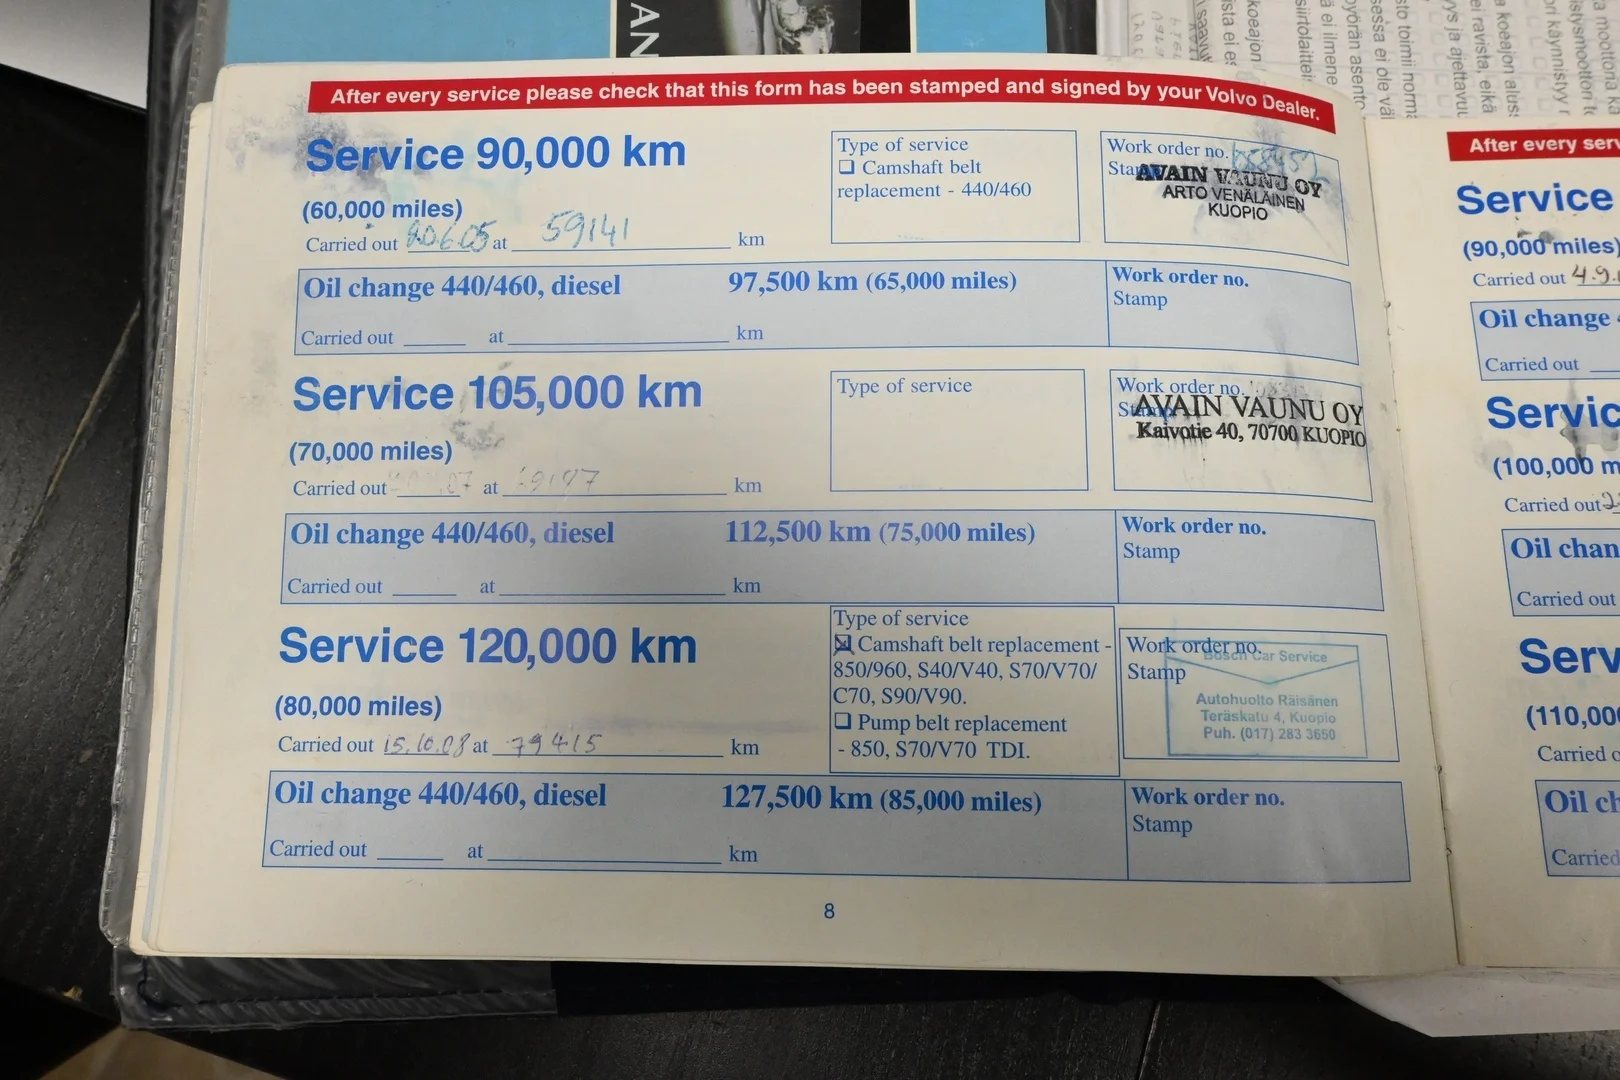 AN
After every service please check that this form has been stamped and signed by your Volvo Dealer.
Service 90,000 km
(60,000 miles)
Carried out 20.6.05 at 59141 km
Type of service
❑ Camshaft belt
replacement - 440/460
Work order no.
Stamp
AVAIN VAUNU OY
ARTO VENÄLÄINEN
KUOPIO
Oil change 440/460, diesel 97,500 km (65,000 miles)
Carried out at km
Work order no.
Stamp
Service 105,000 km
(70,000 miles)
Carried out at km
Type of service
Work order no.
Stamp
AVAIN VAUNU OY
Kaivotie 40, 70700 KUOPIO
Oil change 440/460, diesel 112,500 km (75,000 miles)
Carried out at km
Work order no.
Stamp
Service 120,000 km
(80,000 miles)
Carried out 15.10.08 at 79415 km
Type of service
☒ Camshaft belt replacement -
850/960, S40/V40, S70/V70/
C70, S90/V90.
❑ Pump belt replacement
- 850, S70/V70 TDI.
Work order no.
Stamp
Bosch Car Service
Autohuolto Räisänen
Teräskatu 4, Kuopio
Puh. (017) 283 3650
Oil change 440/460, diesel 127,500 km (85,000 miles)
Carried out at km
Work order no.
Stamp
8
After every
Service
(90,000 miles)
Carried out 4.9.
Oil change
Carried out
(100,000
Carried out
Oil
Carried out
(110,
Carried
Oil
Carried